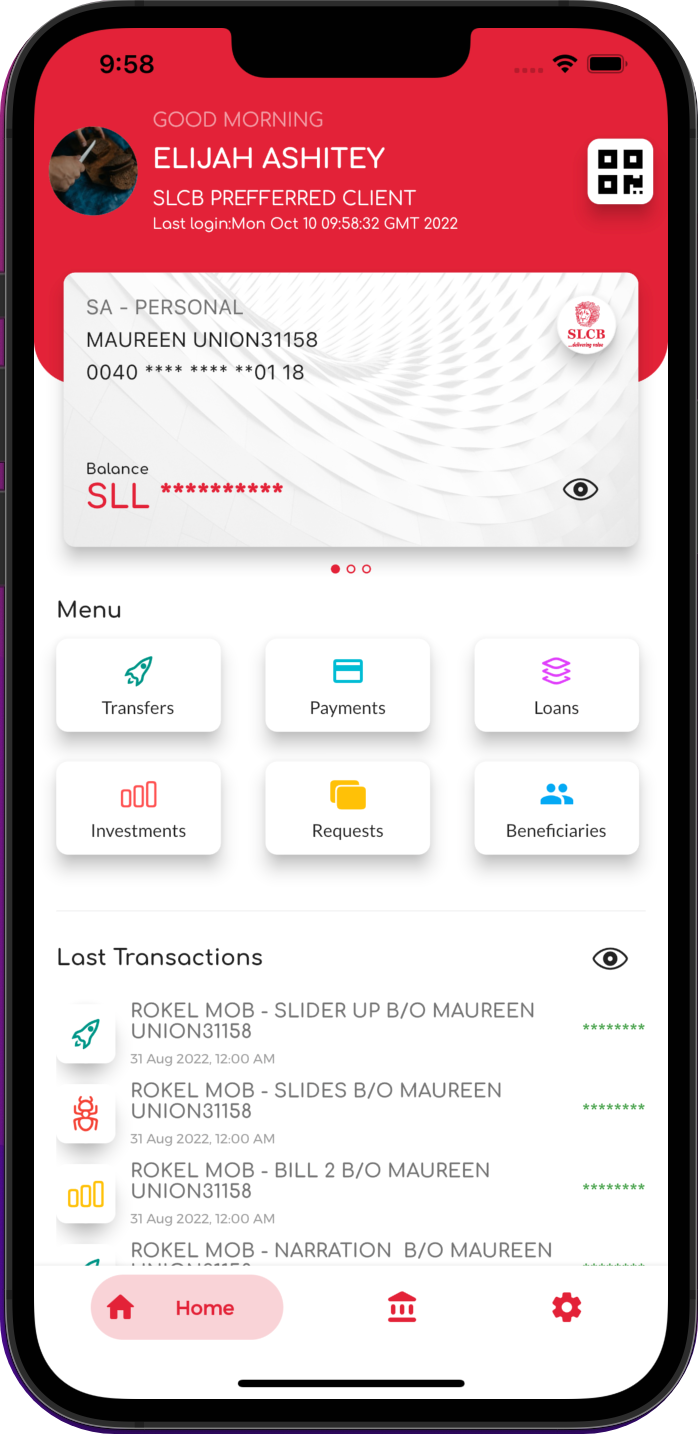 9:58
GOOD MORNING
ELIJAH ASHITEY
SLCB PREFFERRED CLIENT
Last login:Mon Oct 10 09:58:32 GMT 2022
SA - PERSONAL
MAUREEN UNION31158
SLCB
...delivering value
0040 **** **** **01 18
Balance
SLL **********
Menu
Transfers
Payments
Loans
Investments
Requests
Beneficiaries
Last Transactions
ROKEL MOB - SLIDER UP B/O MAUREEN
UNION31158
********
31 Aug 2022, 12:00 AM
ROKEL MOB - SLIDES B/O MAUREEN
UNION31158
********
31 Aug 2022, 12:00 AM
ROKEL MOB - BILL 2 B/O MAUREEN
UNION31158
********
31 Aug 2022, 12:00 AM
ROKEL MOB - NARRATION  B/O MAUREEN
Home